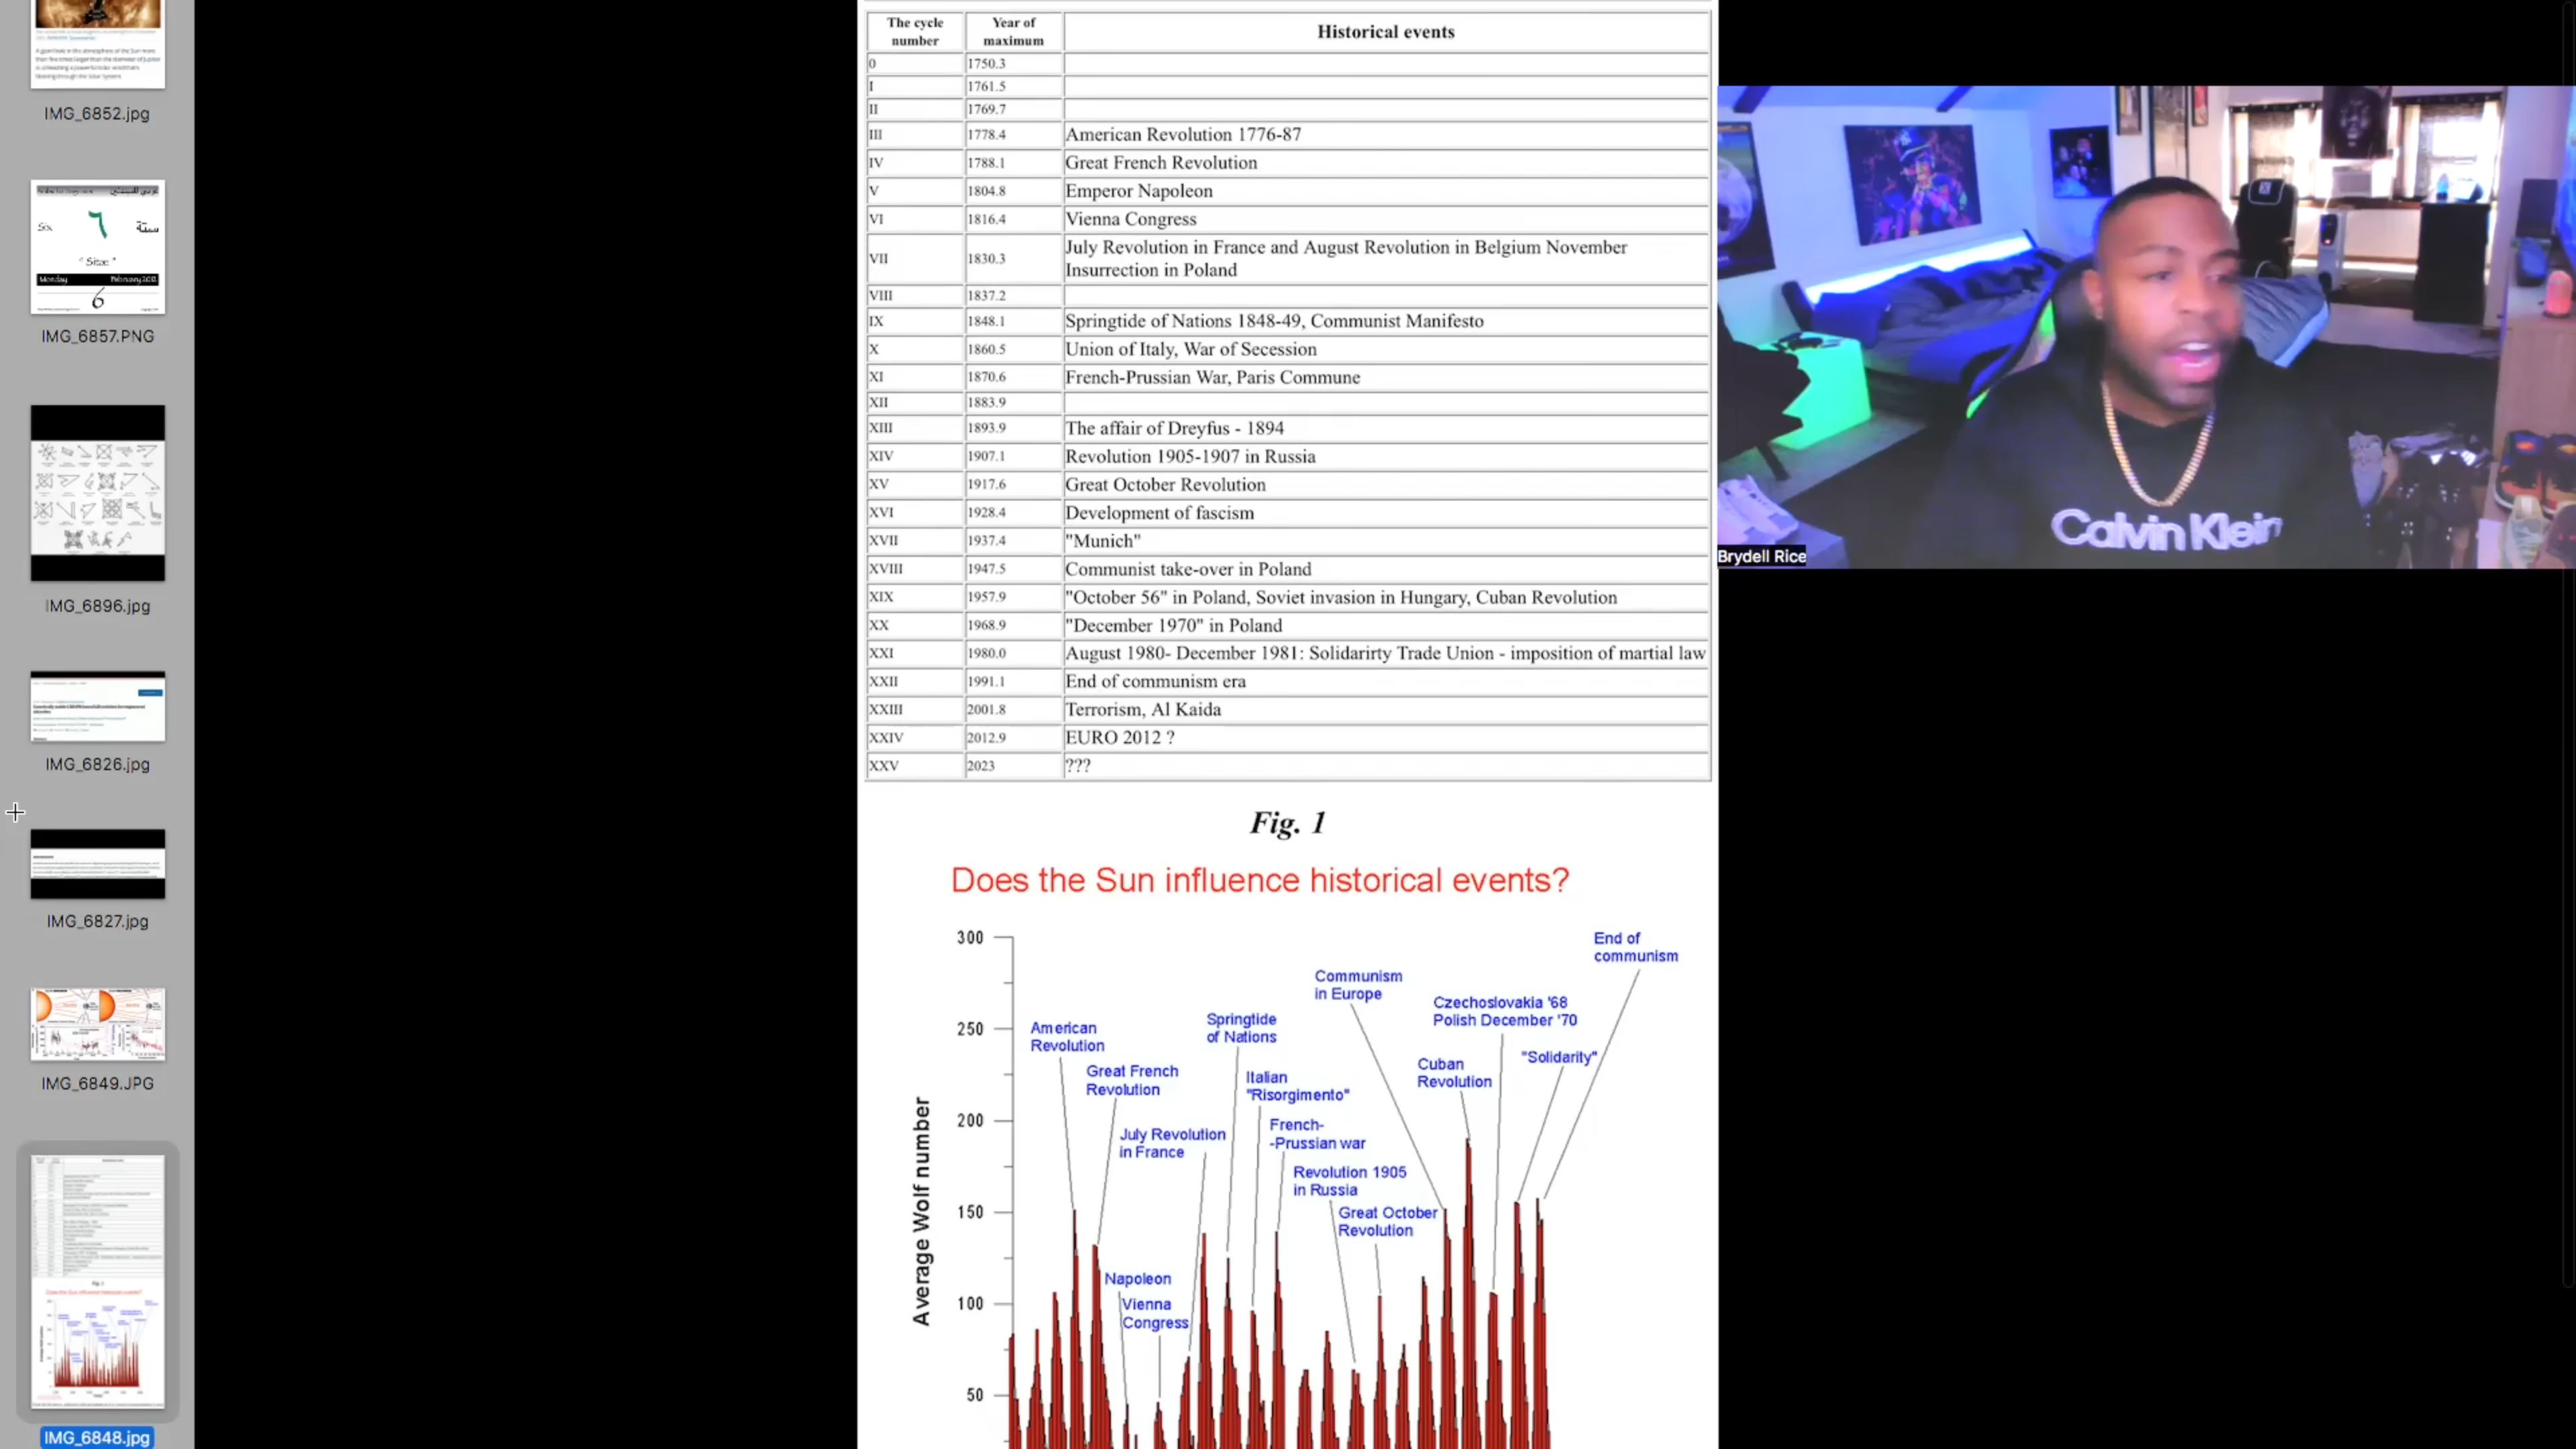 IMG_6852.jpg
Six
" Sitze "
Monday
6
IMG_6857.PNG
IMG_6896.jpg
IMG_6826.jpg
IMG_6827.jpg
IMG_6849.JPG
IMG_6848.jpg
The cycle number Year of maximum Historical events
0 1750.3
I 1761.5
II 1769.7
III 1778.4 American Revolution 1776-87
IV 1788.1 Great French Revolution
V 1804.8 Emperor Napoleon
VI 1816.4 Vienna Congress
VII 1830.3 July Revolution in France and August Revolution in Belgium November
Insurrection in Poland
VIII 1837.2
IX 1848.1 Springtide of Nations 1848-49, Communist Manifesto
X 1860.5 Union of Italy, War of Secession
XI 1870.6 French-Prussian War, Paris Commune
XII 1883.9
XIII 1893.9 The affair of Dreyfus - 1894
XIV 1907.1 Revolution 1905-1907 in Russia
XV 1917.6 Great October Revolution
XVI 1928.4 Development of fascism
XVII 1937.4 "Munich"
XVIII 1947.5 Communist take-over in Poland
XIX 1957.9 "October 56" in Poland, Soviet invasion in Hungary, Cuban Revolution
XX 1968.9 "December 1970" in Poland
XXI 1980.0 August 1980- December 1981: Solidarirty Trade Union - imposition of martial law
XXII 1991.1 End of communism era
XXIII 2001.8 Terrorism, Al Kaida
XXIV 2012.9 EURO 2012 ?
XXV 2023 ???
Fig. 1
Does the Sun influence historical events?
Average Wolf number
300
250
200
150
100
50
End of
communism
Communism
in Europe
Czechoslovakia '68
Polish December '70
American
Revolution
Springtide
of Nations
"Solidarity"
Great French
Revolution
Italian
"Risorgimento"
Cuban
Revolution
July Revolution
in France
French-
-Prussian war
Revolution 1905
in Russia
Great October
Revolution
Napoleon
Vienna
Congress
Calvin Klein
Brydell Rice